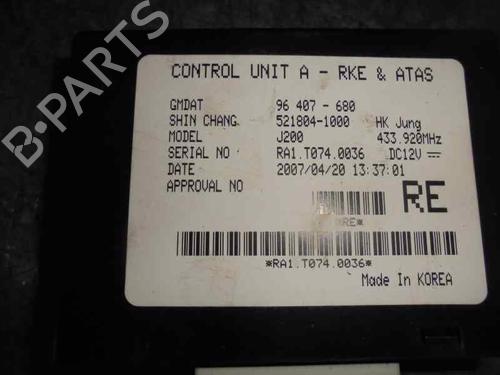 CONTROL UNIT A - RKE & ATAS
GMDAT 96 407 - 680
SHIN CHANG 521804-1000 HK Jung
MODEL J200 433.920MHz
SERIAL NO RA1.T074.0036 DC12V
DATE 2007/04/20 13:37:01
APPROVAL NO
RE
*RE*
*RA1.T074.0036*
Made In KOREA
B-PARTS